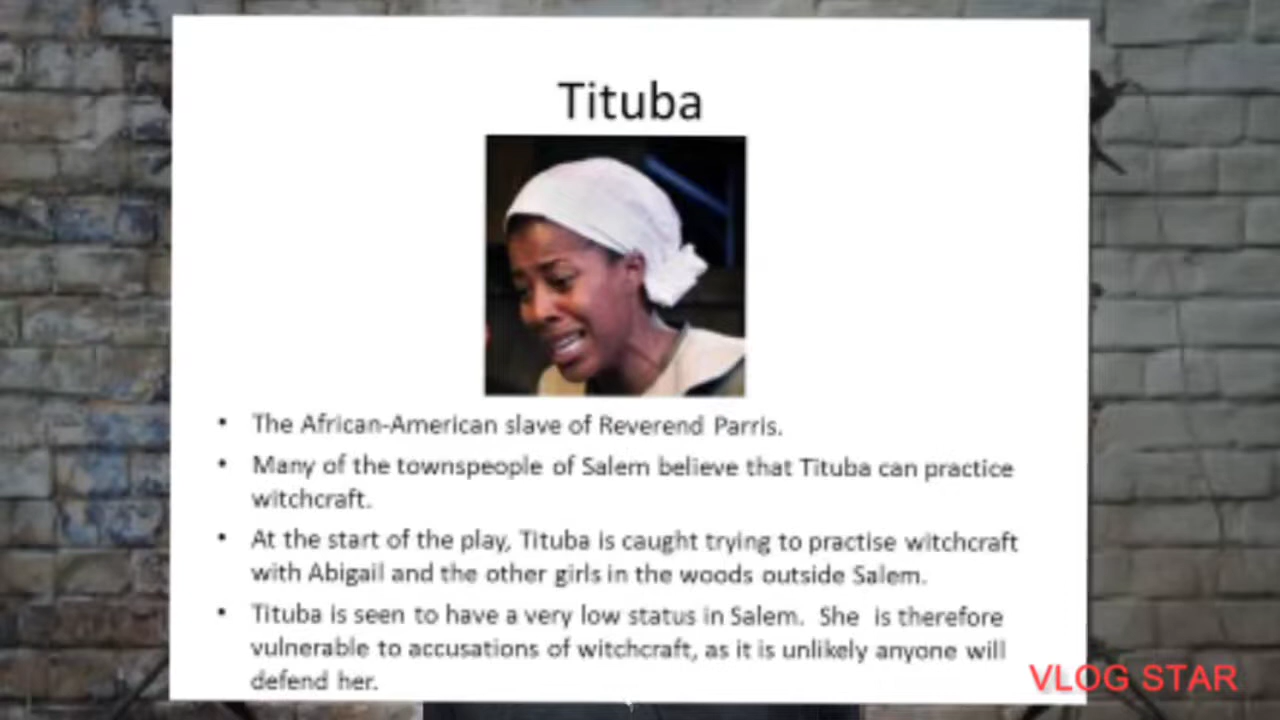 Tituba
• The African-American slave of Reverend Parris.
• Many of the townspeople of Salem believe that Tituba can practice
witchcraft.
• At the start of the play, Tituba is caught trying to practise witchcraft
with Abigail and the other girls in the woods outside Salem.
• Tituba is seen to have a very low status in Salem.  She  is therefore
vulnerable to accusations of witchcraft, as it is unlikely anyone will
defend her.
VLOG STAR